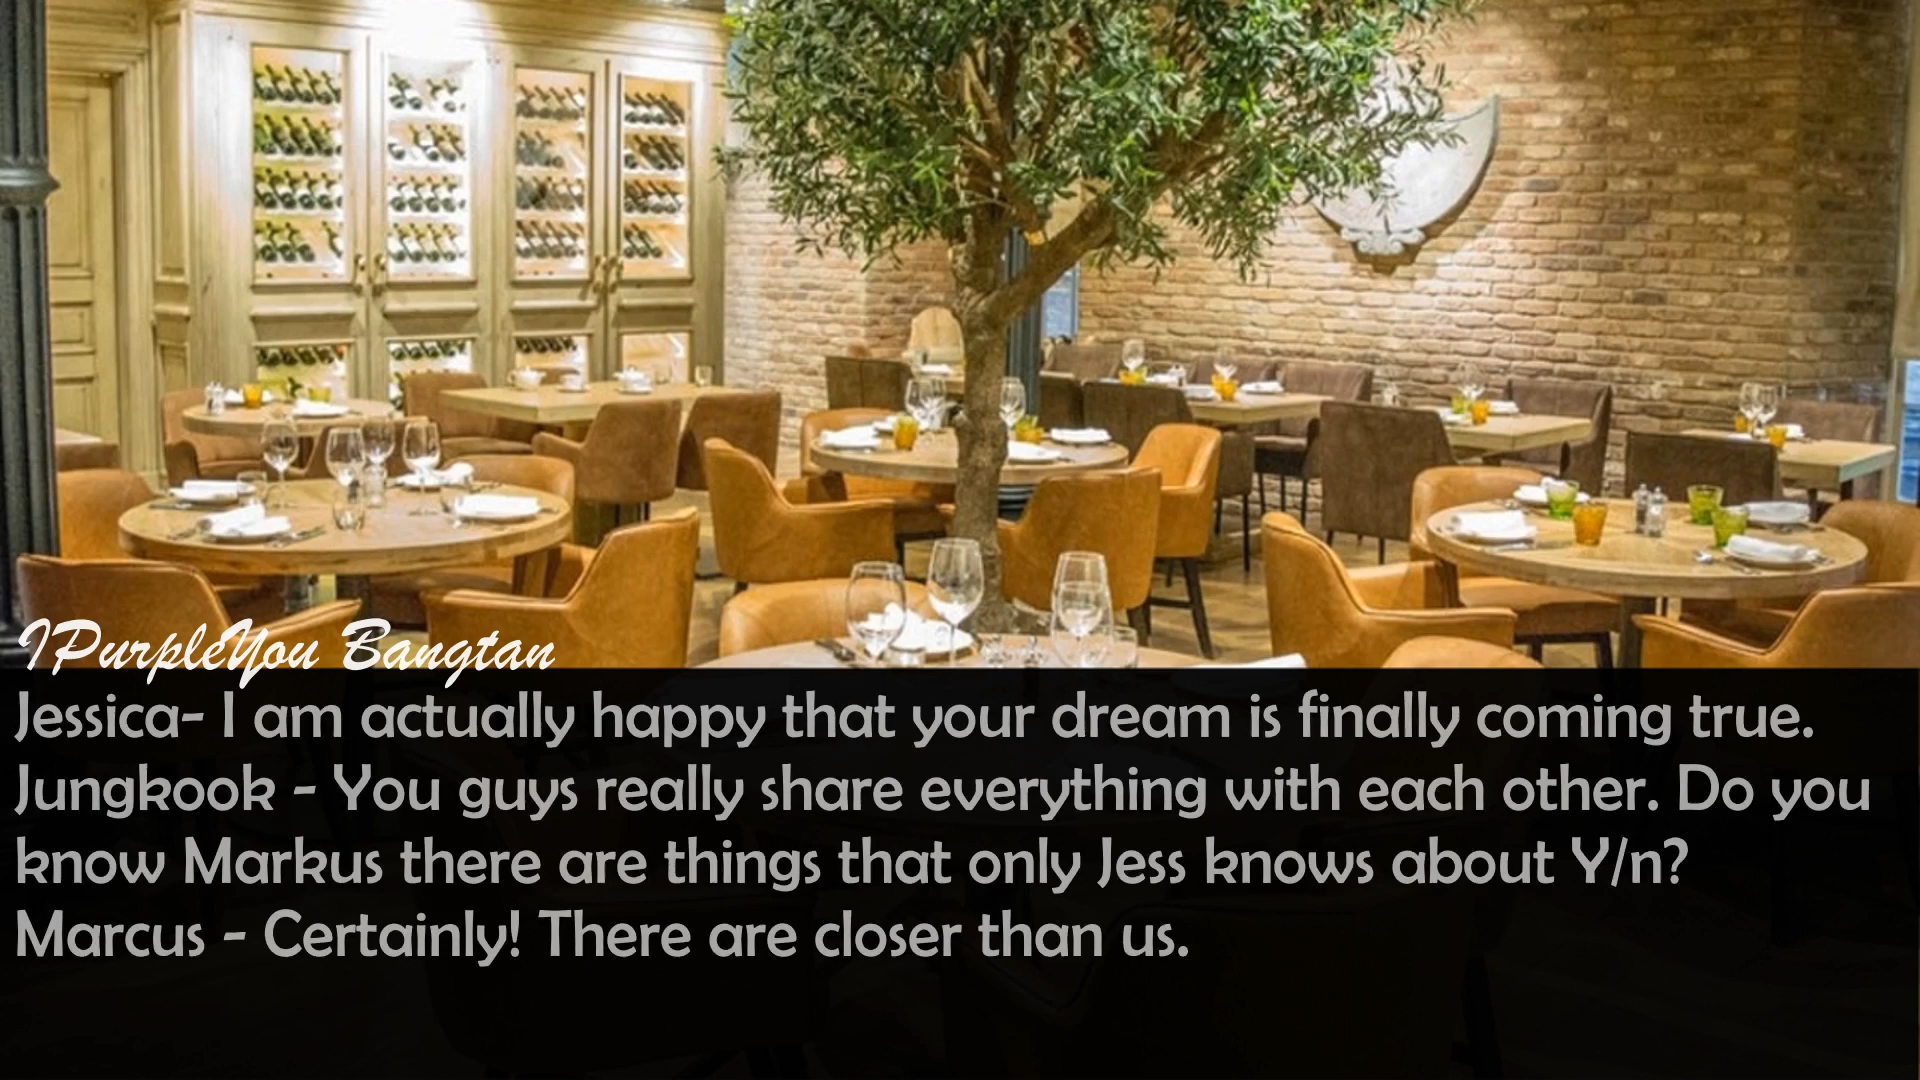 IPurpleYou Bangtan
Jessica- I am actually happy that your dream is finally coming true.
Jungkook - You guys really share everything with each other. Do you
know Markus there are things that only Jess knows about Y/n?
Marcus - Certainly! There are closer than us.